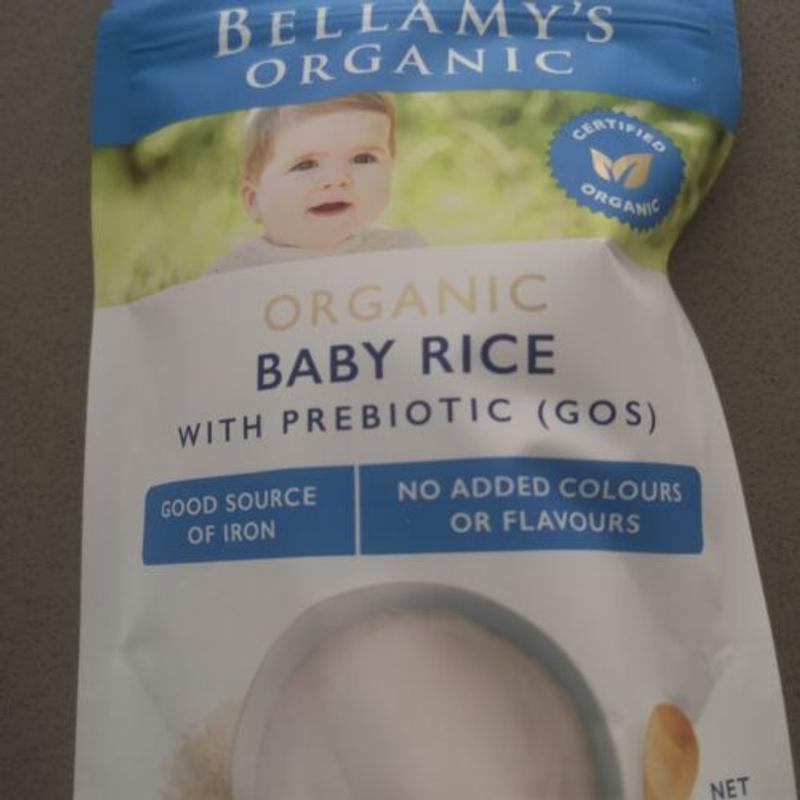 BELLAMY'S
ORGANIC
CERTIFIED
ORGANIC
ORGANIC
BABY RICE
WITH PREBIOTIC (GOS)
GOOD SOURCE
OF IRON
NO ADDED COLOURS
OR FLAVOURS
NET